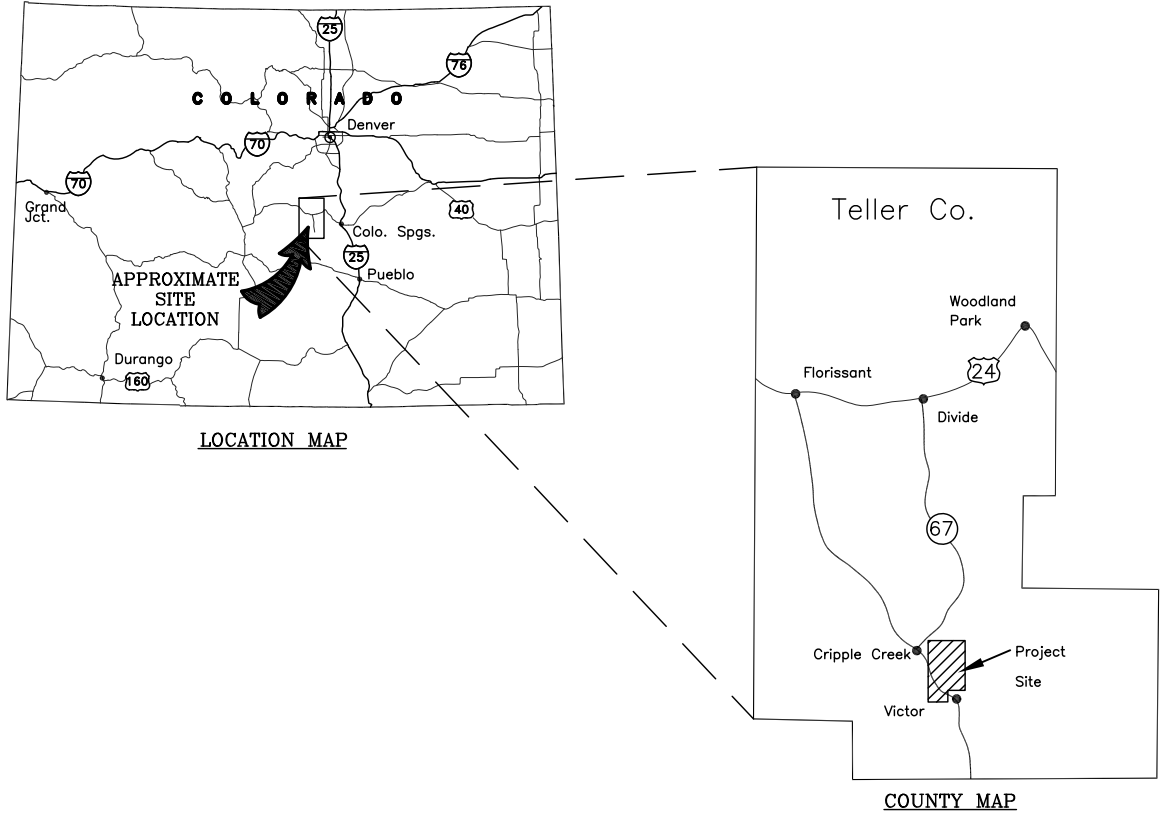 25
76
COLORADO
Denver
70
70
Grand
Jct.
40
Colo. Spgs.
25
Pueblo
APPROXIMATE
SITE
LOCATION
Durango
160
LOCATION MAP
Teller Co.
Woodland
Park
24
Florissant
Divide
67
Cripple Creek
Project
Site
Victor
COUNTY MAP